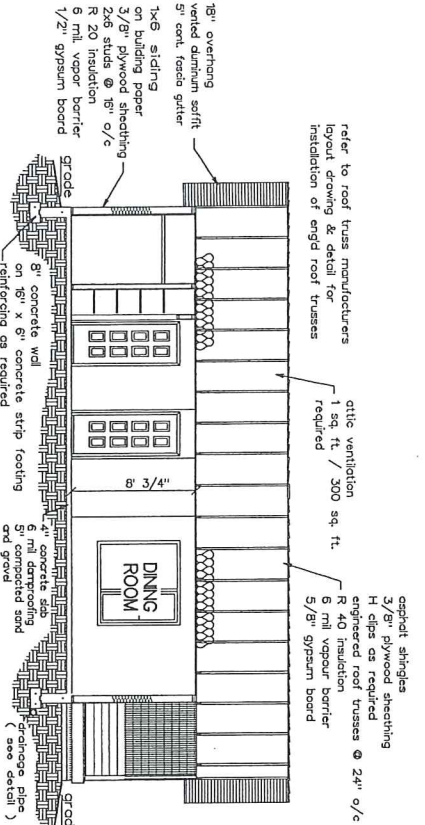 refer to roof truss manufacturers
layout drawing & detail for
installation of eng'd roof trusses
attic ventilation
1 sq. ft. / 300 sq. ft.
required
asphalt shingles
3/8" plywood sheathing
H clips as required
engineered roof trusses @ 24" o/c
R 40 insulation
6 mil vapour barrier
5/8" gypsum board
18" overhang
vented aluminum soffit
5" cont. fascia gutter
1x6 siding
on building paper
3/8" plywood sheathing
2x6 studs @ 16" o/c
R 20 insulation
6 mil. vapor barrier
1/2" gypsum board
8' 3/4"
DINING
ROOM
grade
8" concrete wall
on 16" x 6" concrete strip footing
reinforcing as required
4" concrete slab
6 mil dampproofing
5" compacted sand
and gravel
drainage pipe
( see detail )
grad